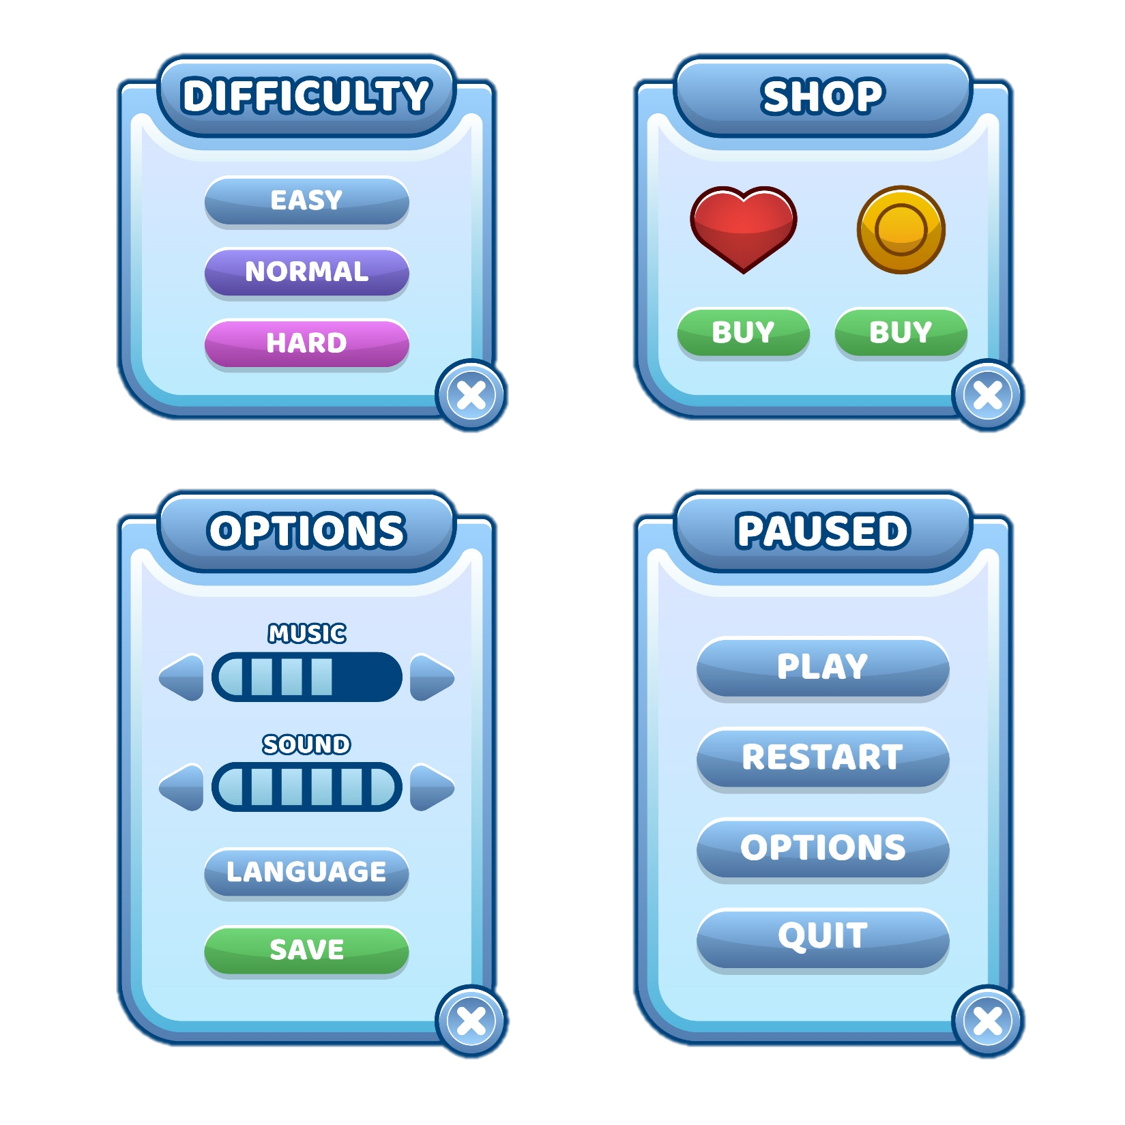 DIFFICULTY
EASY
NORMAL
HARD
SHOP
BUY BUY
OPTIONS
MUSIC
SOUND
LANGUAGE
SAVE
PAUSED
PLAY
RESTART
OPTIONS
QUIT